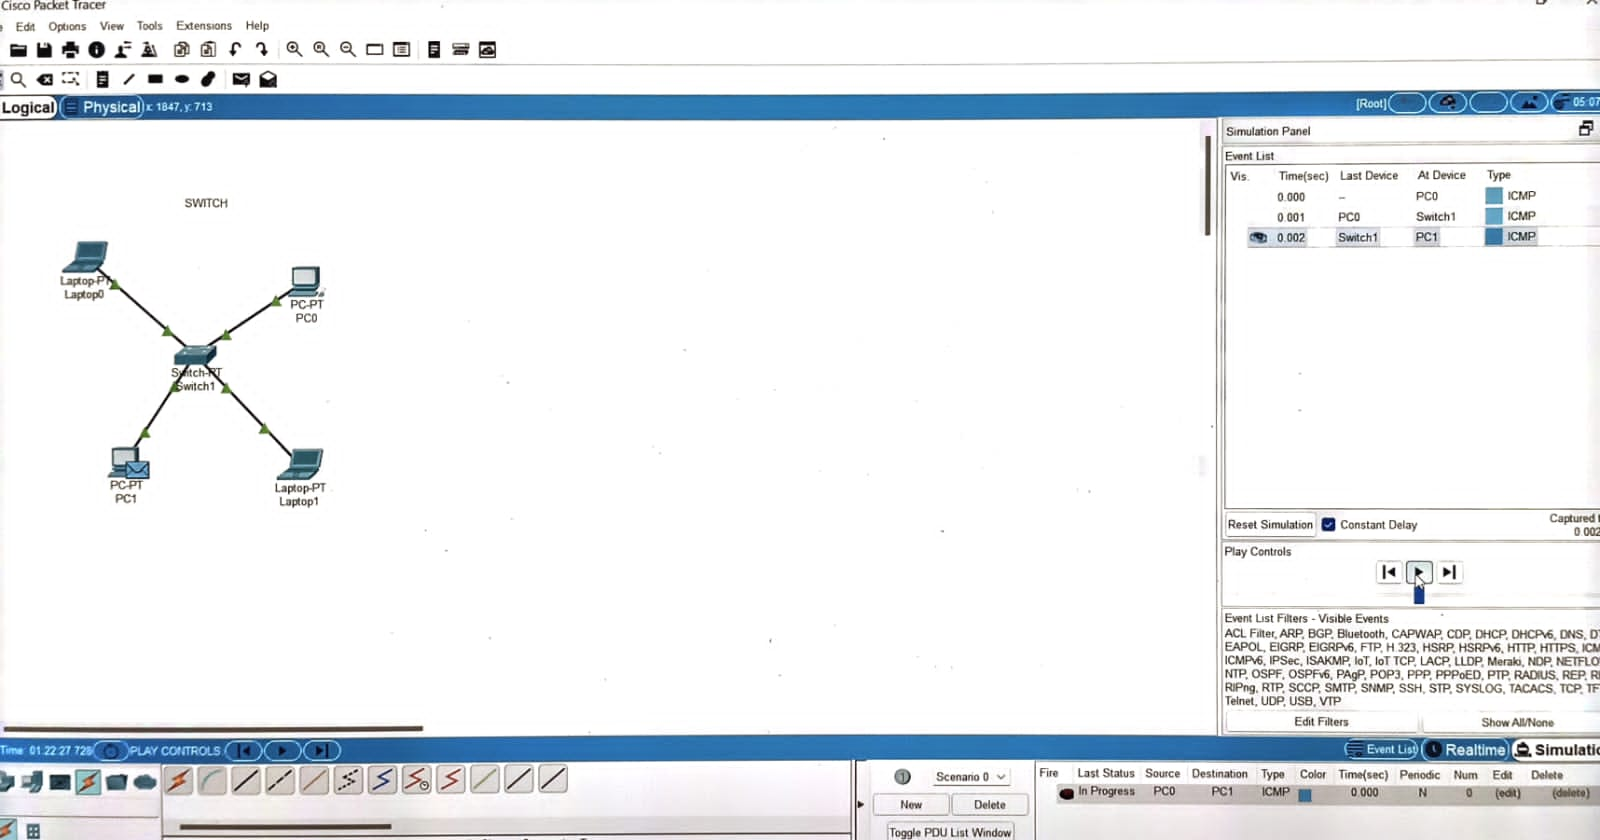 Cisco Packet Tracer
Edit Options View Tools Extensions Help
Logical Physical x: 1847, y: 713 [Root] 05:07
Simulation Panel
Event List
Vis. Time(sec) Last Device At Device Type
0.000 -- PC0 ICMP
0.001 PC0 Switch1 ICMP
0.002 Switch1 PC1 ICMP
SWITCH
Laptop-PT
Laptop0
PC-PT
PC0
Switch-PT
Switch1
PC-PT
PC1
Laptop-PT
Laptop1
Reset Simulation Constant Delay Captured
0.002
Play Controls
Event List Filters - Visible Events
ACL Filter, ARP, BGP, Bluetooth, CAPWAP, CDP, DHCP, DHCPv6, DNS,
EAPOL, EIGRP, EIGRPv6, FTP, H.323, HSRP, HSRPv6, HTTP, HTTPS, ICM
ICMPv6, IPSec, ISAKMP, IoT, IoT TCP, LACP, LLDP, Meraki, NDP, NETFLO
NTP, OSPF, OSPFv6, PAgP, POP3, PPP, PPPoED, PTP, RADIUS, REP,
RIPng, RTP, SCCP, SMTP, SNMP, SSH, STP, SYSLOG, TACACS, TCP, TF
Telnet, UDP, USB, VTP
Edit Filters Show All/None
Time: 01:22:27.728 PLAY CONTROLS Event List Realtime Simulatio
1 Scenario 0
New Delete
Toggle PDU List Window
Fire Last Status Source Destination Type Color Time(sec) Periodic Num Edit Delete
In Progress PC0 PC1 ICMP 0.000 N 0 (edit) (delete)